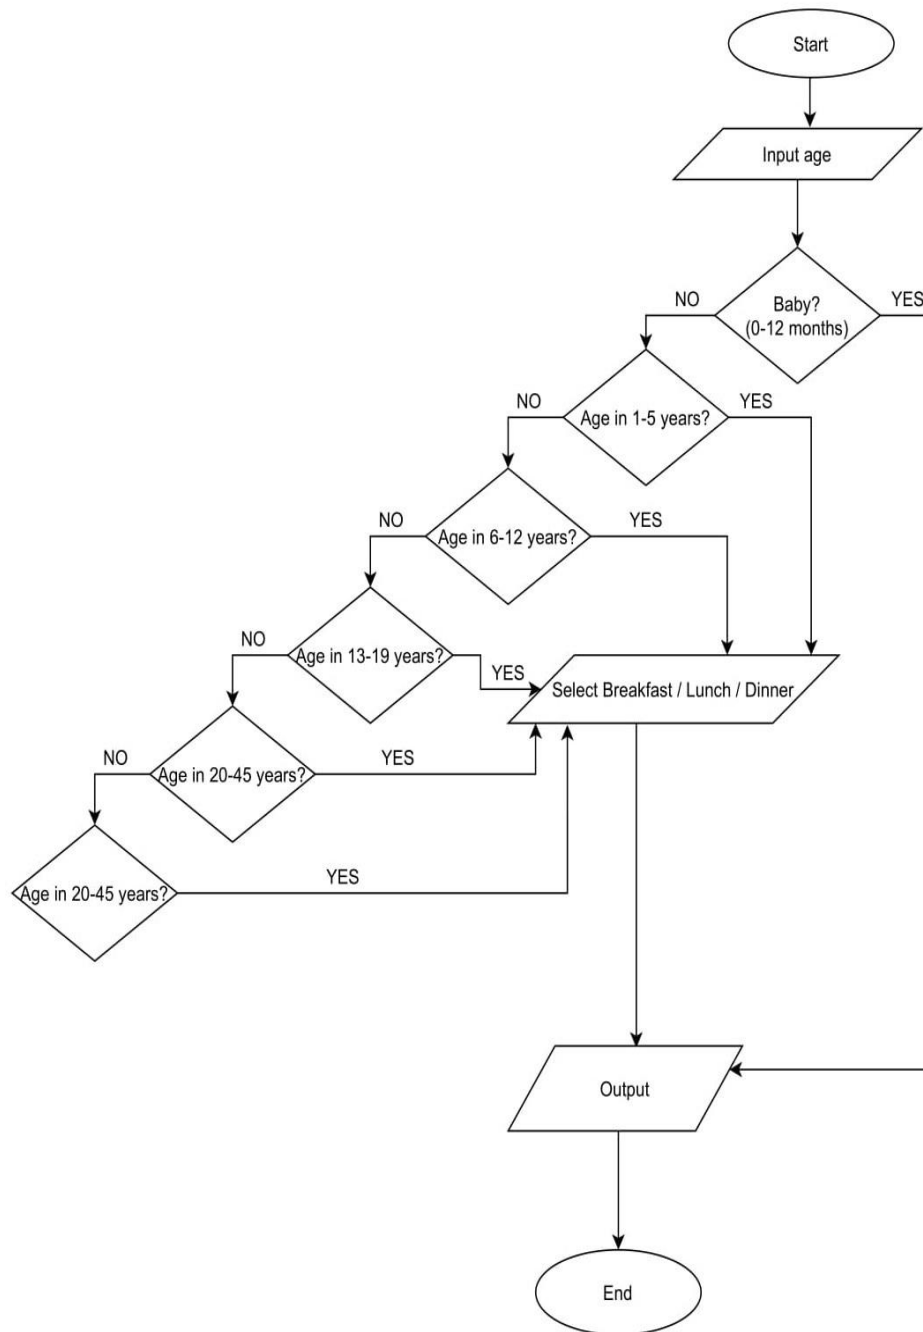 Start
Input age
Baby?
(0-12 months)
NO
YES
Age in 1-5 years?
NO
YES
Age in 6-12 years?
NO
YES
Age in 13-19 years?
NO
YES
Select Breakfast / Lunch / Dinner
Age in 20-45 years?
NO
YES
Age in 20-45 years?
YES
Output
End